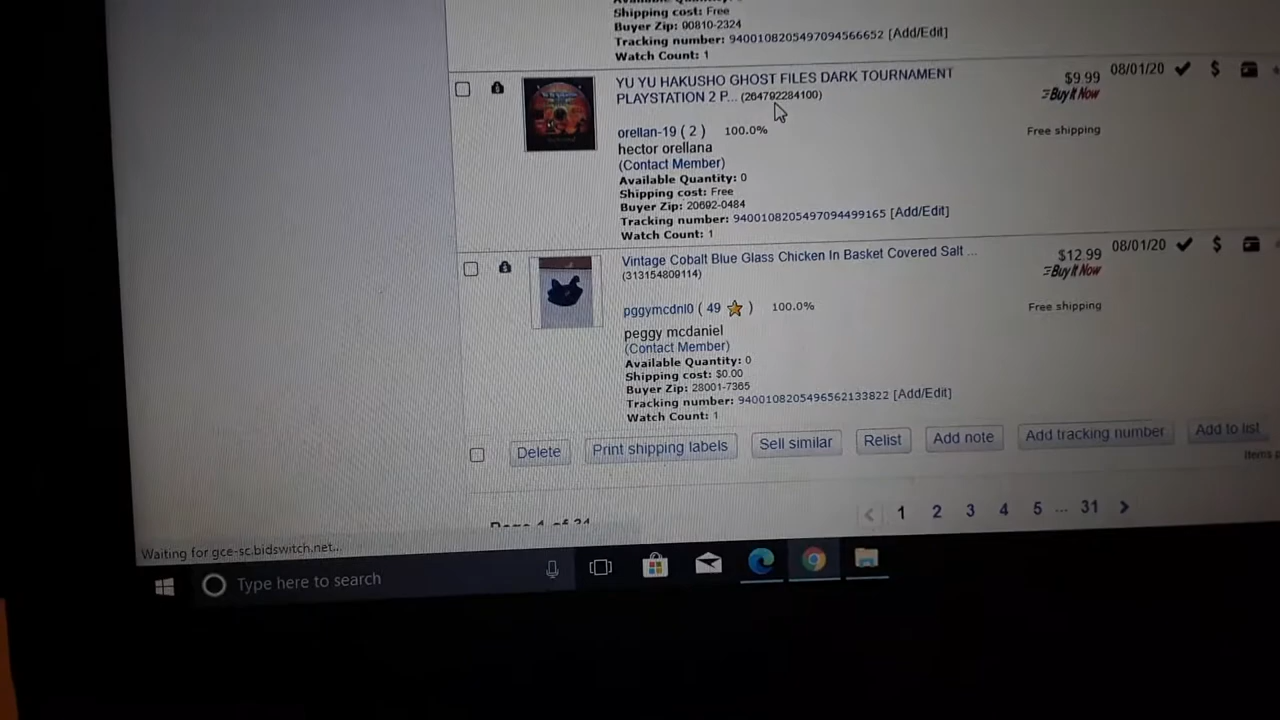 Shipping cost: Free
Buyer Zip: 00810-2324
Tracking number: 9400108205497094566652 [Add/Edit]
Watch Count: 1
YU YU HAKUSHO GHOST FILES DARK TOURNAMENT
PLAYSTATION 2 P... (264792284100)
$9.99
08/01/20
Buy It Now
orellan-19 ( 2 ) 100.0%
Free shipping
hector orellana
(Contact Member)
Available Quantity: 0
Shipping cost: Free
Buyer Zip: 20692-0484
Tracking number: 9400108205497094499165 [Add/Edit]
Watch Count: 1
Vintage Cobalt Blue Glass Chicken In Basket Covered Salt ...
(313154809114)
$12.99
08/01/20
Buy It Now
pggymcdnl0 ( 49 ) 100.0%
Free shipping
peggy mcdaniel
(Contact Member)
Available Quantity: 0
Shipping cost: $0.00
Buyer Zip: 28001-7365
Tracking number: 9400108205496562133822 [Add/Edit]
Watch Count: 1
Delete Print shipping labels Sell similar Relist Add note Add tracking number Add to list
Items
< 1 2 3 4 5 ... 31 >
Waiting for gce-sc.bidswitch.net...
Type here to search